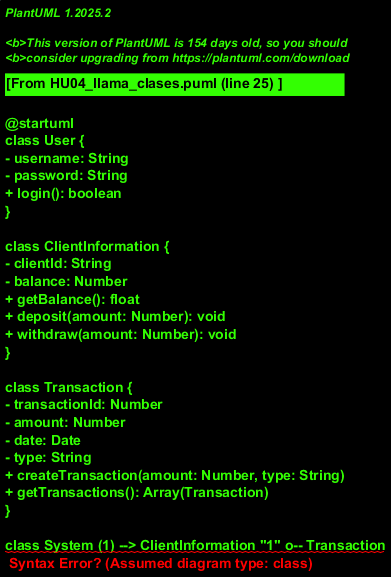 PlantUML 1.2025.2
<b>This version of PlantUML is 154 days old, so you should
<b>consider upgrading from https://plantuml.com/download
[From HU04_llama_clases.puml (line 25) ]
@startuml
class User {
- username: String
- password: String
+ login(): boolean
}
class ClientInformation {
- clientId: String
- balance: Number
+ getBalance(): float
+ deposit(amount: Number): void
+ withdraw(amount: Number): void
}
class Transaction {
- transactionId: Number
- amount: Number
- date: Date
- type: String
+ createTransaction(amount: Number, type: String)
+ getTransactions(): Array(Transaction)
}
class System (1) --> ClientInformation "1" o-- Transaction
Syntax Error? (Assumed diagram type: class)